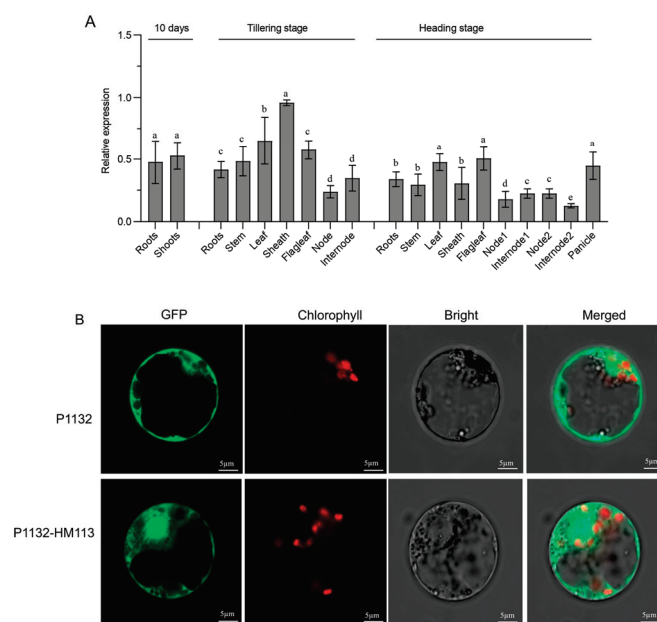 A
10 days Tillering stage Heading stage
1.5
1.0
0.5
0.0
Relative expression
a a c c b a c d d b b a b a d c c e a
Roots Shoots Roots Stem Leaf Sheath Flagleaf Node Internode Roots Stem Leaf Sheath Flagleaf Node1 Internode1 Node2 Internode2 Panicle
B
GFP Chlorophyll Bright Merged
P1132
5μm 5μm 5μm 5μm
P1132-HM113
5μm 5μm 5μm 5μm